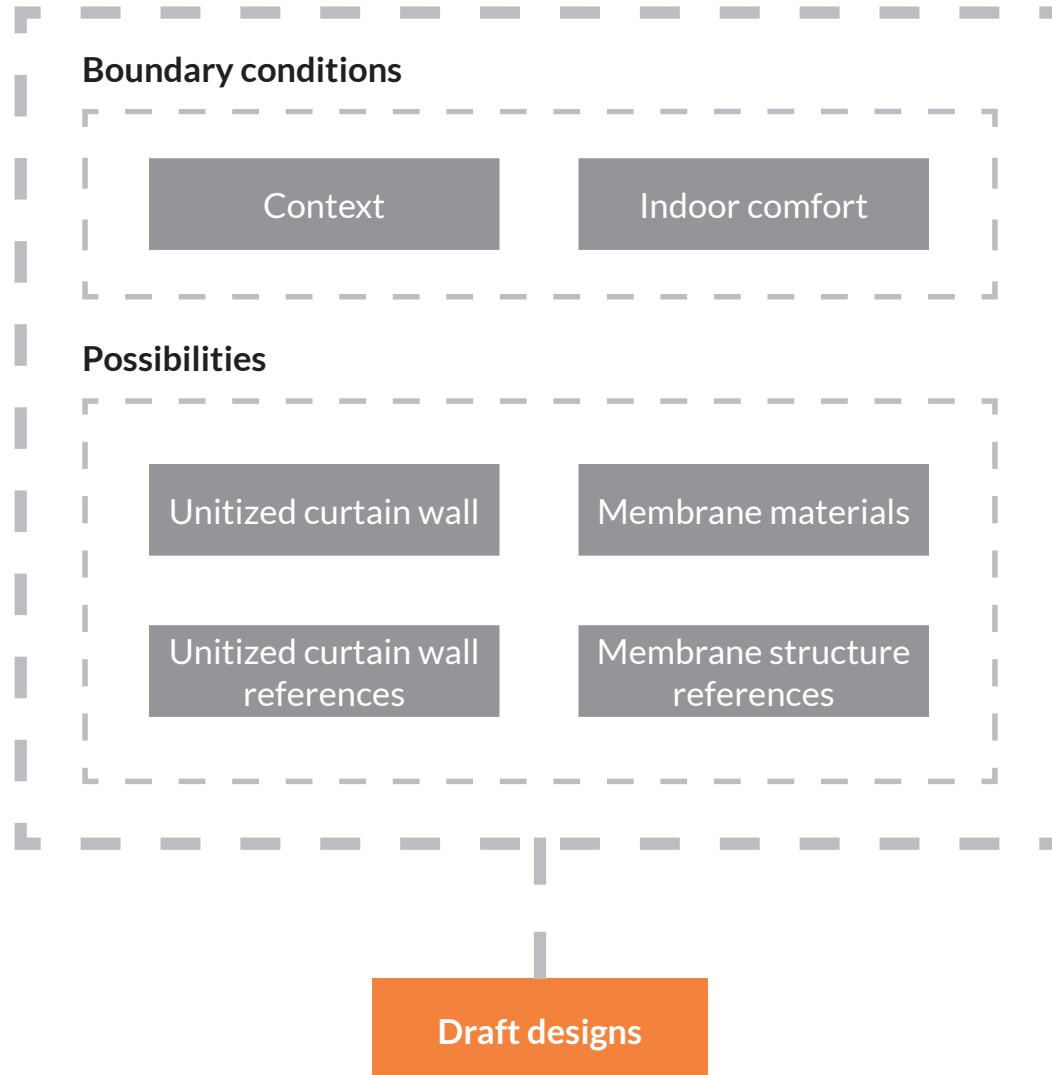 Boundary conditions
Context
Indoor comfort
Possibilities
Unitized curtain wall
Membrane materials
Unitized curtain wall
references
Membrane structure
references
Draft designs